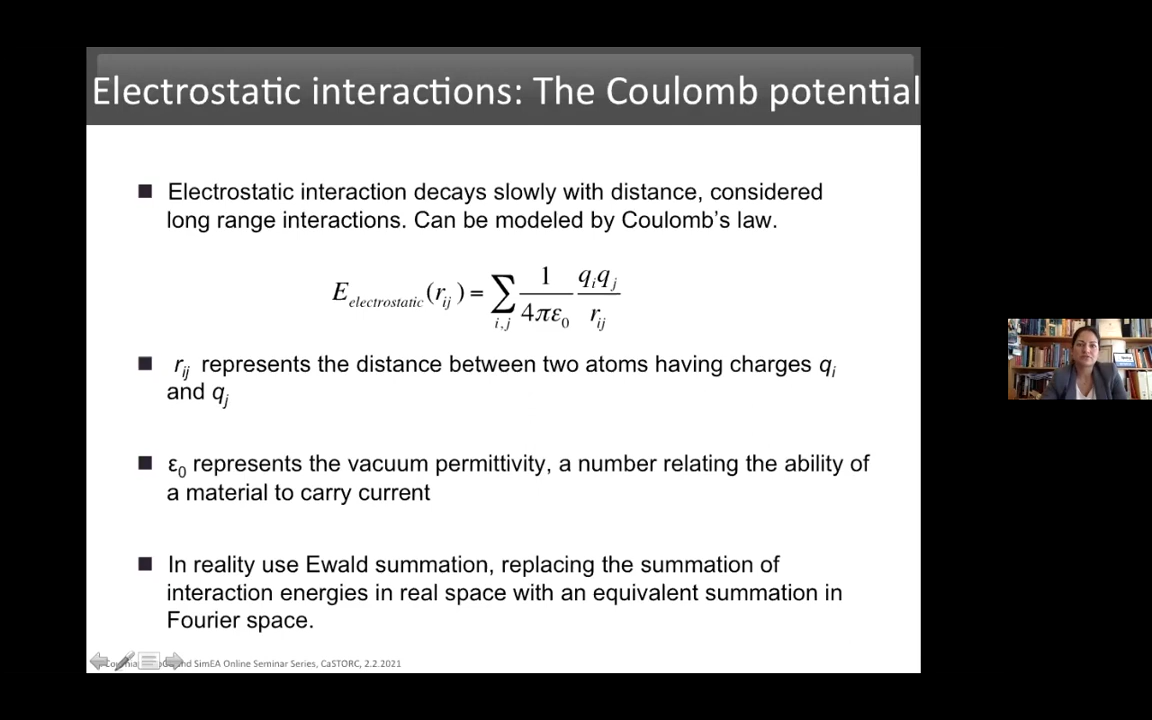 Electrostatic interactions: The Coulomb potential
■ Electrostatic interaction decays slowly with distance, considered
long range interactions. Can be modeled by Coulomb’s law.
E_electrostatic(r_ij) = ∑_i,j 1/(4πε_0) q_i q_j/r_ij
■ r_ij represents the distance between two atoms having charges q_i
and q_j
■ ε_0 represents the vacuum permittivity, a number relating the ability of
a material to carry current
■ In reality use Ewald summation, replacing the summation of
interaction energies in real space with an equivalent summation in
Fourier space.
and SimEA Online Seminar Series, CaSTORC, 2.2.2021